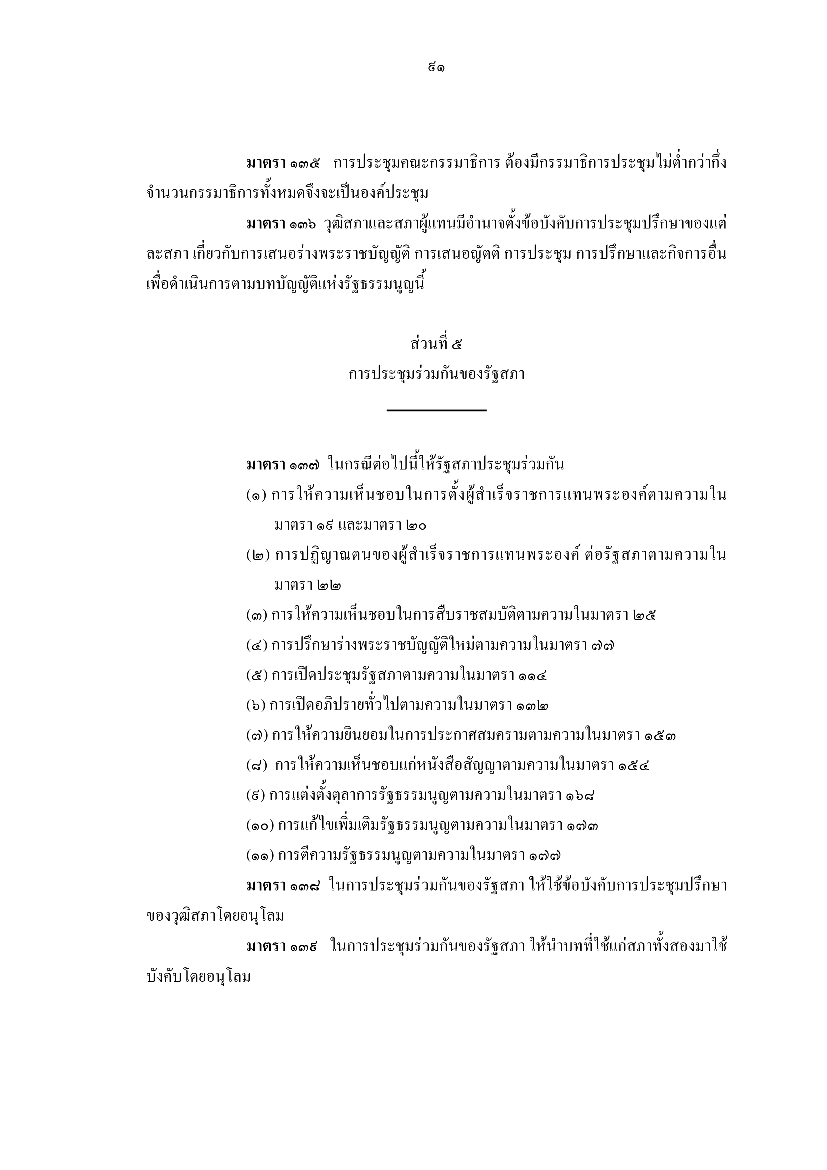 ๕๑
มาตรา ๑๓๕ การประชุมคณะกรรมาธิการ ต้องมีกรรมาธิการประชุมไม่ต่ำกว่ากึ่ง
จำนวนกรรมาธิการทั้งหมดจึงจะเป็นองค์ประชุม
มาตรา ๑๓๖ วุฒิสภาและสภาผู้แทนมีอำนาจตั้งข้อบังคับการประชุมปรึกษาของแต่
ละสภา เกี่ยวกับการเสนอร่างพระราชบัญญัติ การเสนอญัตติ การประชุม การปรึกษาและกิจการอื่น
เพื่อดำเนินการตามบทบัญญัติแห่งรัฐธรรมนูญนี้
ส่วนที่ ๕
การประชุมร่วมกันของรัฐสภา
มาตรา ๑๓๗ ในกรณีต่อไปนี้ให้รัฐสภาประชุมร่วมกัน
(๑) การให้ความเห็นชอบในการตั้งผู้สำเร็จราชการแทนพระองค์ตามความใน
มาตรา ๑๙ และมาตรา ๒๐
(๒) การปฏิญาณตนของผู้สำเร็จราชการแทนพระองค์ ต่อรัฐสภาตามความใน
มาตรา ๒๒
(๓) การให้ความเห็นชอบในการสืบราชสมบัติตามความในมาตรา ๒๕
(๔) การปรึกษาร่างพระราชบัญญัติใหม่ตามความในมาตรา ๗๗
(๕) การเปิดประชุมรัฐสภาตามความในมาตรา ๑๑๔
(๖) การเปิดอภิปรายทั่วไปตามความในมาตรา ๑๓๒
(๗) การให้ความยินยอมในการประกาศสงครามตามความในมาตรา ๑๕๓
(๘) การให้ความเห็นชอบแก่หนังสือสัญญาตามความในมาตรา ๑๕๔
(๙) การแต่งตั้งตุลาการรัฐธรรมนูญตามความในมาตรา ๑๖๘
(๑๐) การแก้ไขเพิ่มเติมรัฐธรรมนูญตามความในมาตรา ๑๗๓
(๑๑) การตีความรัฐธรรมนูญตามความในมาตรา ๑๗๗
มาตรา ๑๓๘ ในการประชุมร่วมกันของรัฐสภา ให้ใช้ข้อบังคับการประชุมปรึกษา
ของวุฒิสภาโดยอนุโลม
มาตรา ๑๓๙ ในการประชุมร่วมกันของรัฐสภา ให้นำบทที่ใช้แก่สภาทั้งสองมาใช้
บังคับโดยอนุโลม